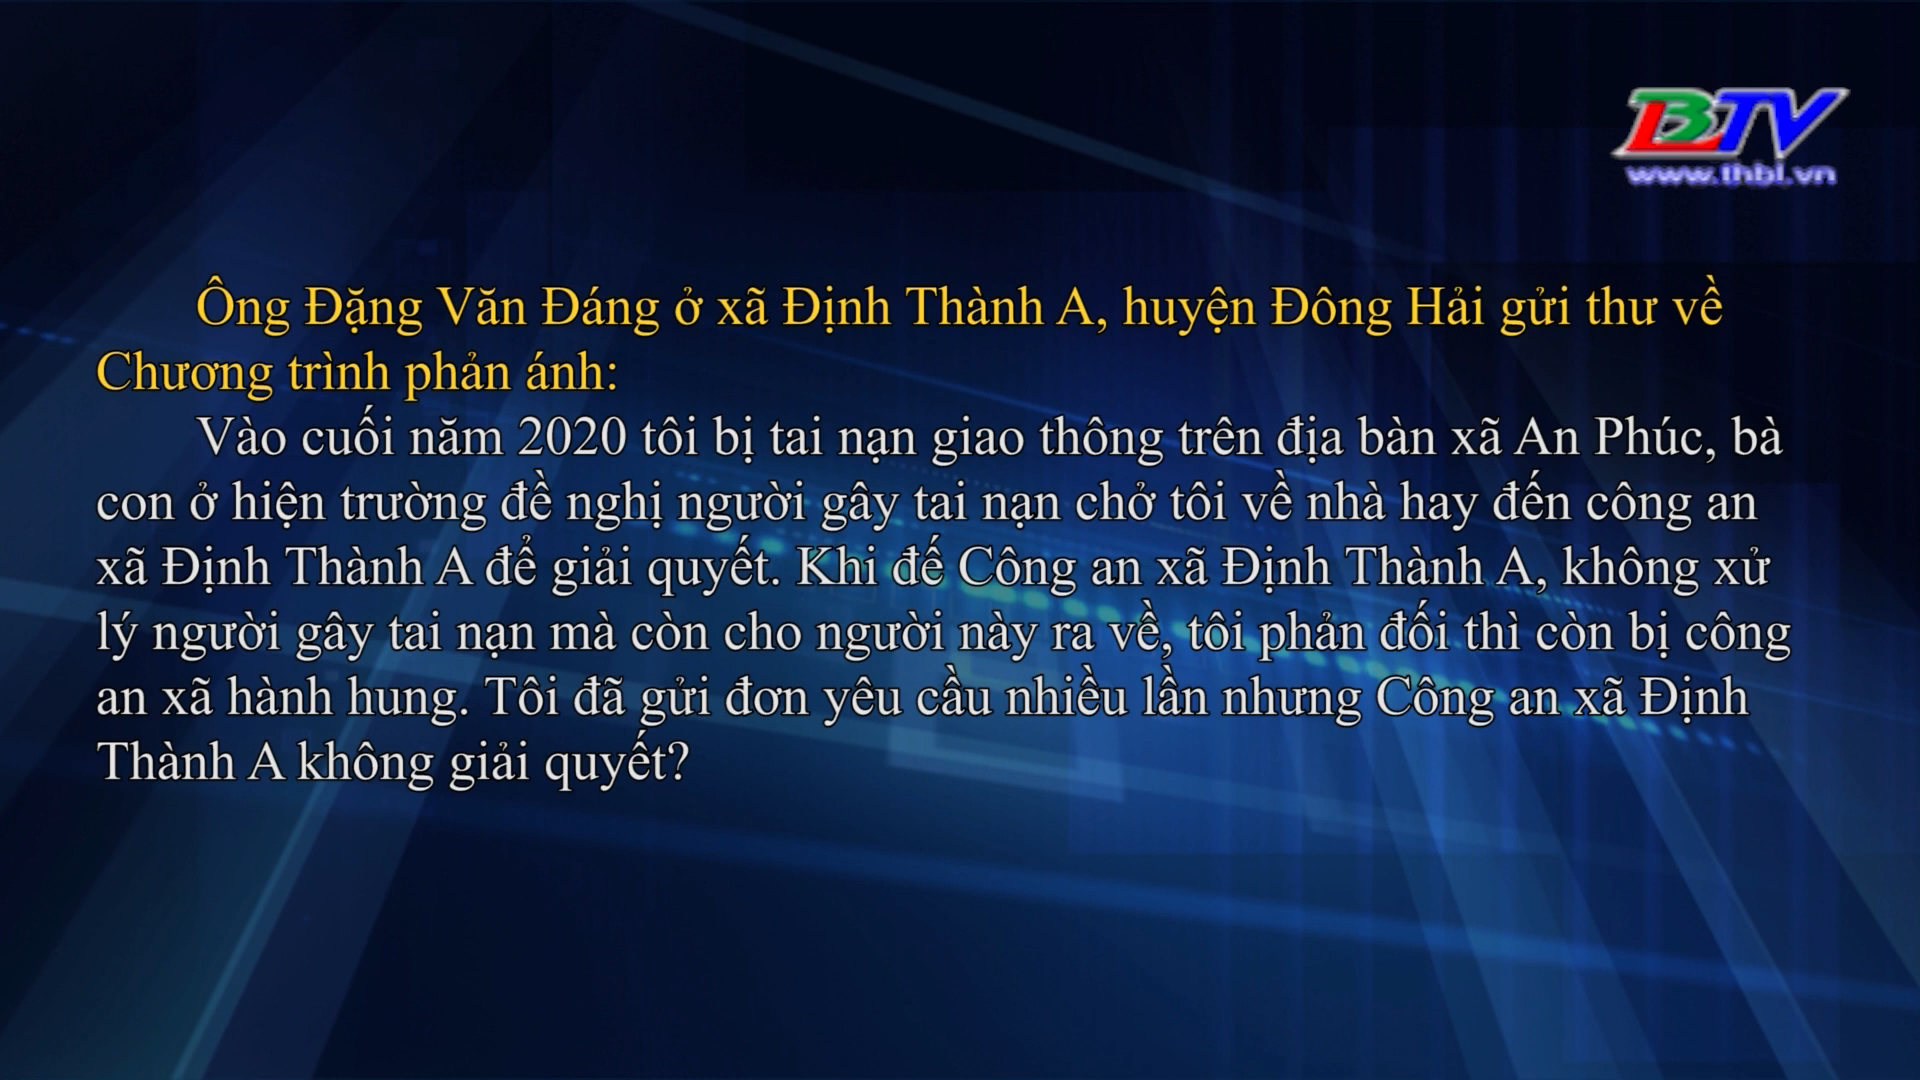 BTV
www.thbl.vn
Ông Đặng Văn Đáng ở xã Định Thành A, huyện Đông Hải gửi thư về
Chương trình phản ánh:
Vào cuối năm 2020 tôi bị tai nạn giao thông trên địa bàn xã An Phúc, bà
con ở hiện trường đề nghị người gây tai nạn chở tôi về nhà hay đến công an
xã Định Thành A để giải quyết. Khi đế Công an xã Định Thành A, không xử
lý người gây tai nạn mà còn cho người này ra về, tôi phản đối thì còn bị công
an xã hành hung. Tôi đã gửi đơn yêu cầu nhiều lần nhưng Công an xã Định
Thành A không giải quyết?